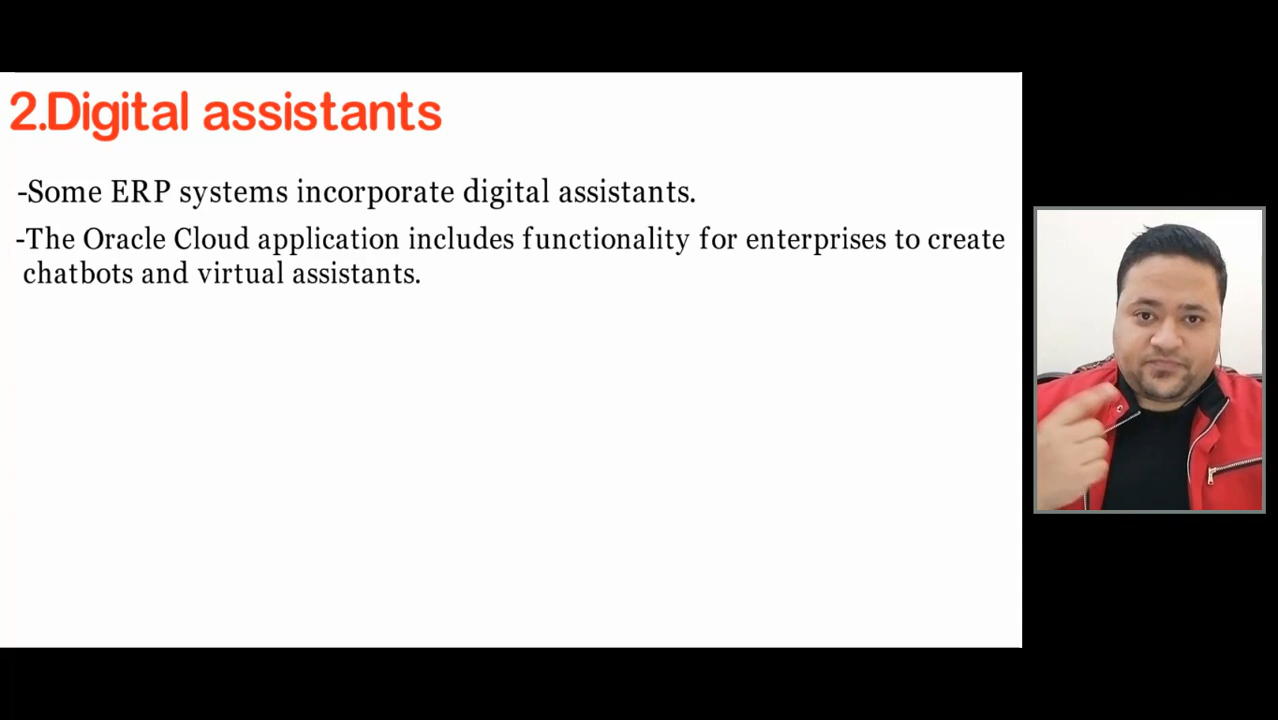 2.Digital assistants
-Some ERP systems incorporate digital assistants.
-The Oracle Cloud application includes functionality for enterprises to create
chatbots and virtual assistants.